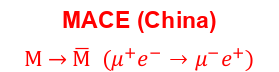 MACE (China)
M → M̅ (μ⁺e⁻ → μ⁻e⁺)